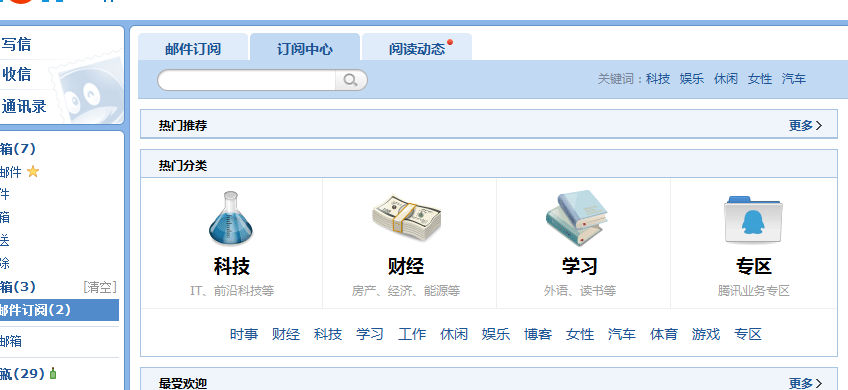 写信
收信
通讯录
箱(7)
邮件
件
箱
送
除
箱(3) [清空]
邮件订阅(2)
邮箱
瓶(29)
邮件订阅 订阅中心 阅读动态
关键词：科技 娱乐 休闲 女性 汽车
热门推荐 更多
热门分类
科技 财经 学习 专区
IT、前沿科技等 房产、经济、能源等 外语、读书等 腾讯业务专区
时事 财经 科技 学习 工作 休闲 娱乐 博客 女性 汽车 体育 游戏 专区
最受欢迎 更多